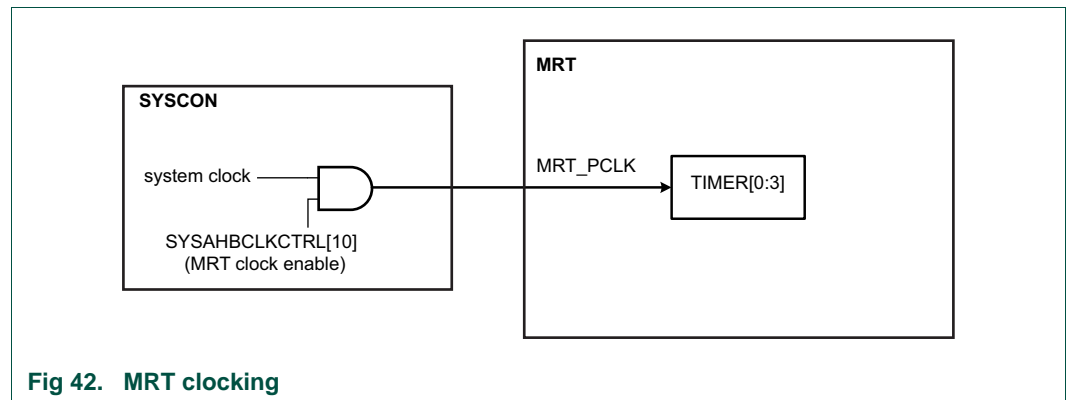 SYSCON
system clock
SYSAHBCLKCTRL[10]
(MRT clock enable)
MRT
MRT_PCLK
TIMER[0:3]
Fig 42. MRT clocking